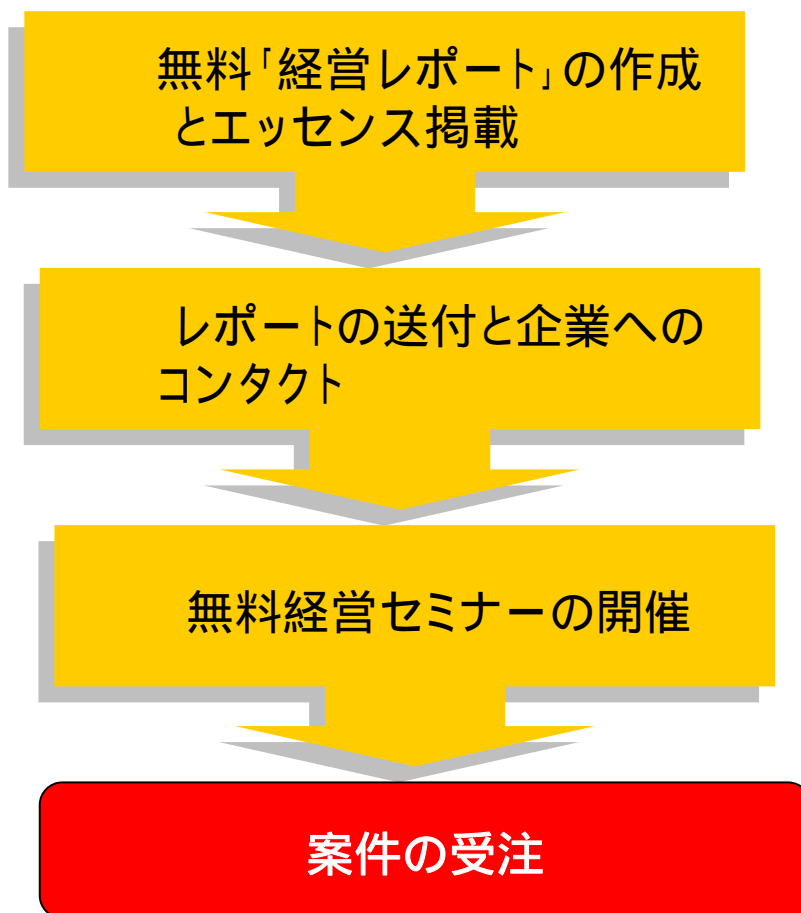 無料「経営レポート」の作成
とエッセンス掲載
レポートの送付と企業への
コンタクト
無料経営セミナーの開催
案件の受注